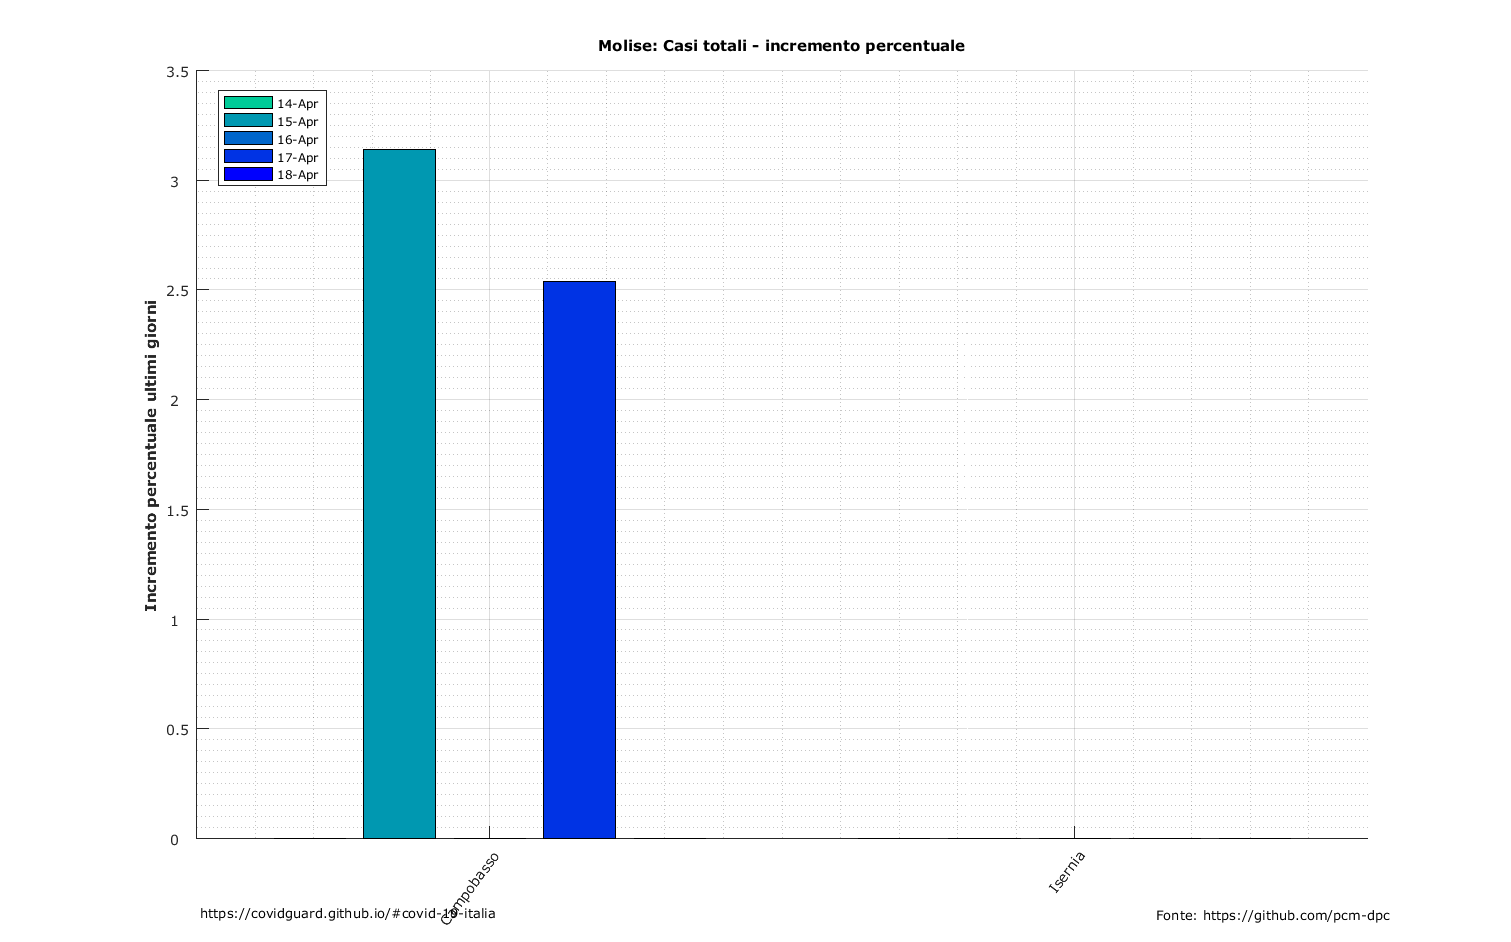 Molise: Casi totali - incremento percentuale
3.5
3
2.5
2
1.5
1
0.5
0
14-Apr
15-Apr
16-Apr
17-Apr
18-Apr
Incremento percentuale ultimi giorni
Campobasso
Isernia
https://covidguard.github.io/#covid-19-italia
Fonte: https://github.com/pcm-dpc